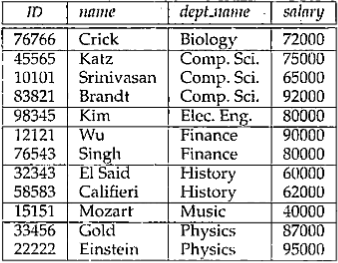 ID name dept_name salary
76766 Crick Biology 72000
45565 Katz Comp. Sci. 75000
10101 Srinivasan Comp. Sci. 65000
83821 Brandt Comp. Sci. 92000
98345 Kim Elec. Eng. 80000
12121 Wu Finance 90000
76543 Singh Finance 80000
32343 El Said History 60000
58583 Califieri History 62000
15151 Mozart Music 40000
33456 Gold Physics 87000
22222 Einstein Physics 95000